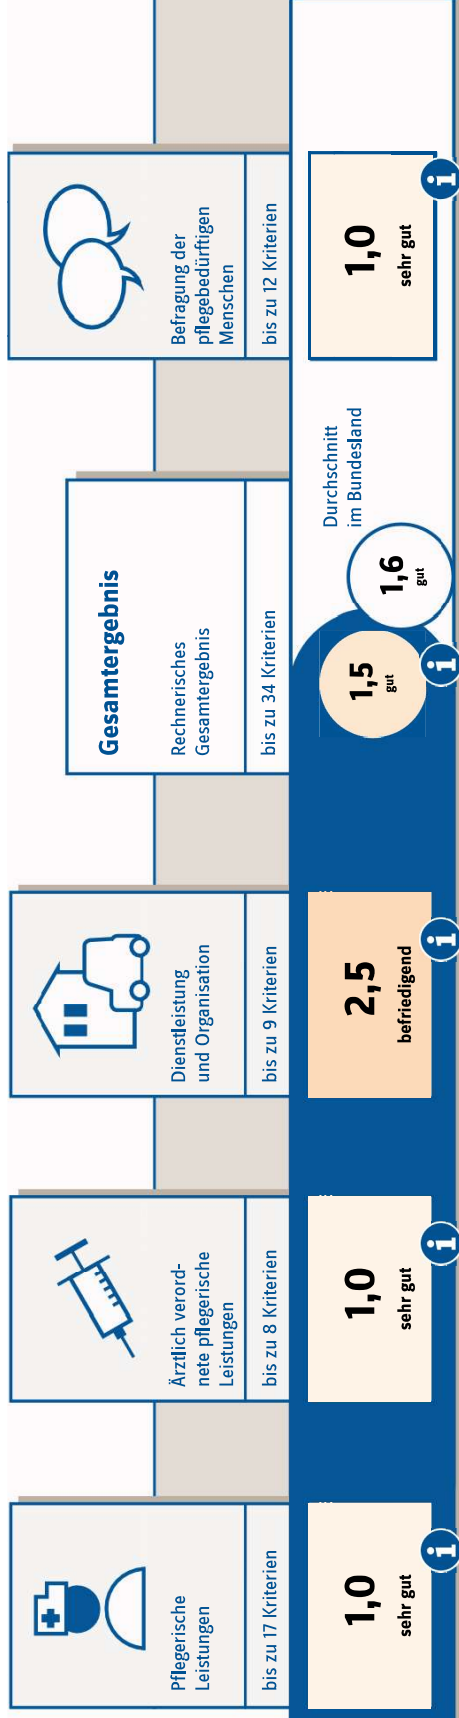 Pflegerische
Leistungen
bis zu 17 Kriterien
1,0
sehr gut
i
Ärztlich verord-
nete pflegerische
Leistungen
bis zu 8 Kriterien
1,0
sehr gut
i
Dienstleistung
und Organisation
bis zu 9 Kriterien
2,5
befriedigend
i
Gesamtergebnis
Rechnerisches
Gesamtergebnis
bis zu 34 Kriterien
1,5
gut
i
Durchschnitt
im Bundesland
1,6
gut
Befragung der
pflegebedürftigen
Menschen
bis zu 12 Kriterien
1,0
sehr gut
i